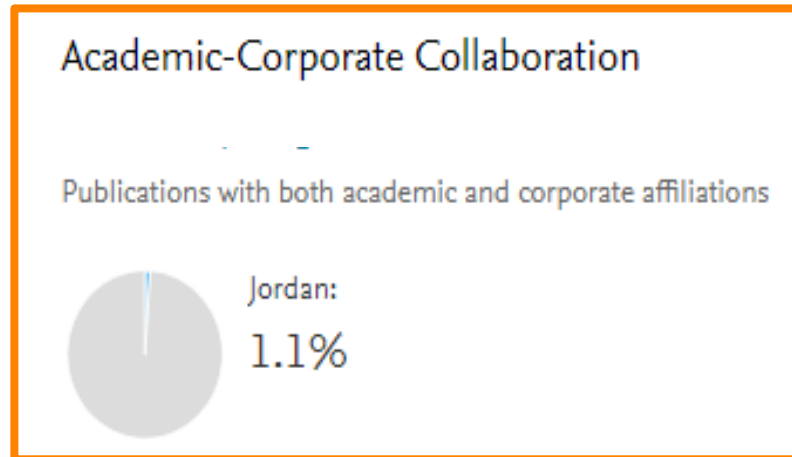 Academic-Corporate Collaboration
Publications with both academic and corporate affiliations
Jordan:
1.1%